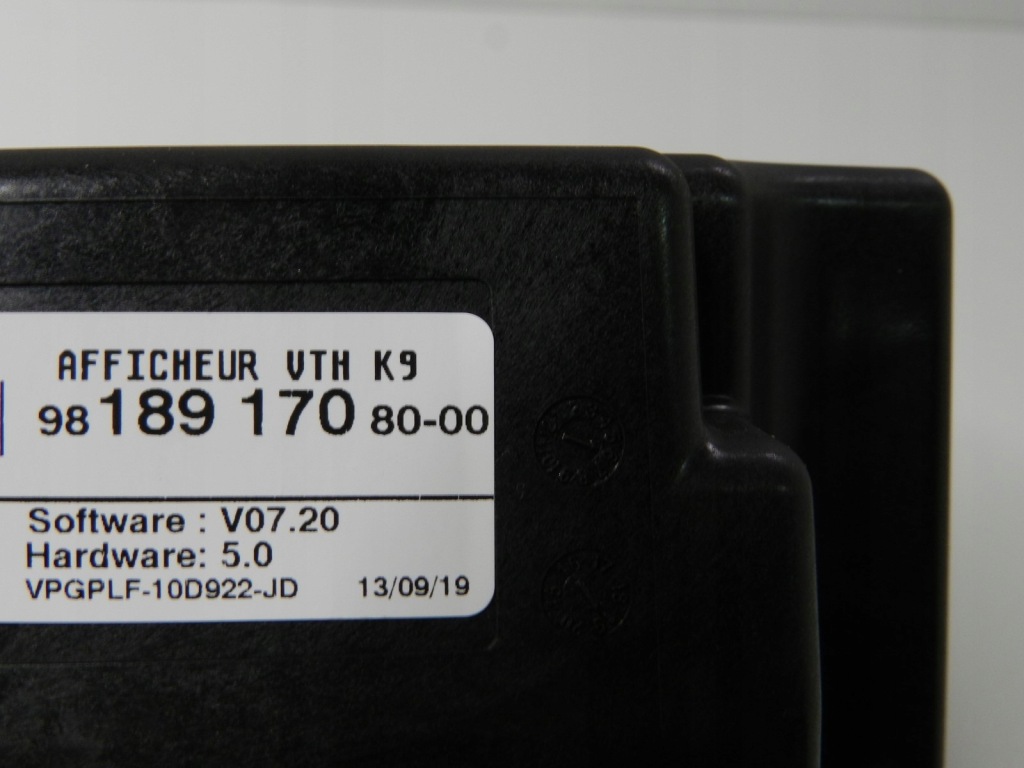 AFFICHEUR VTH K9
98 189 170 80-00
Software : V07.20
Hardware: 5.0
VPGPLF-10D922-JD 13/09/19